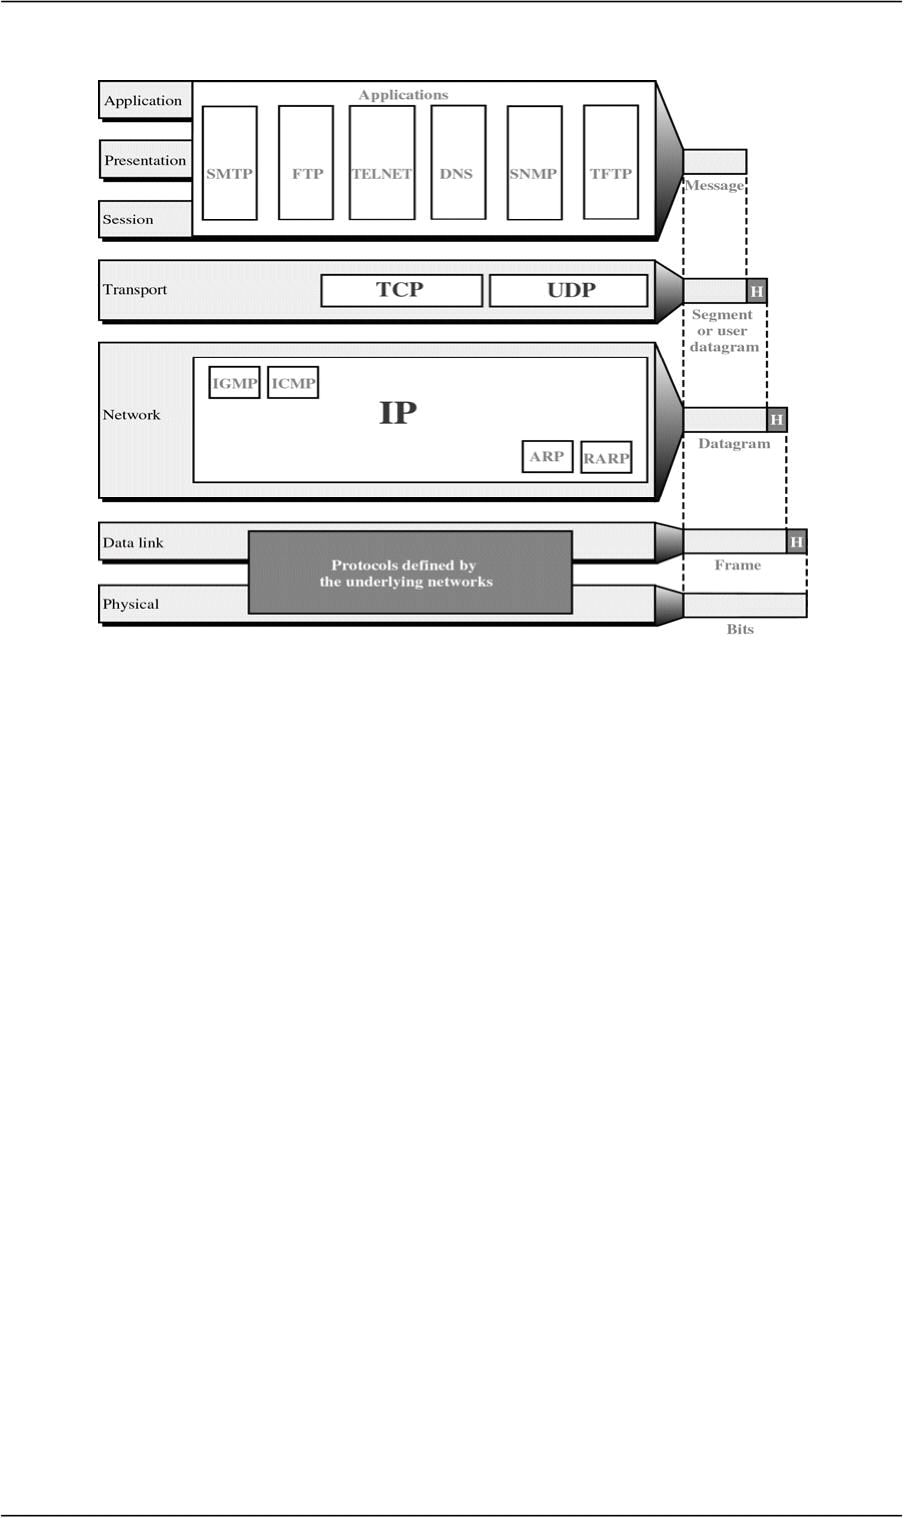 Application
Applications
Presentation
SMTP
FTP
TELNET
DNS
SNMP
TFTP
Message
Session
Transport
TCP
UDP
H
Segment
or user
datagram
Network
IGMP
ICMP
IP
ARP
RARP
H
Datagram
Data link
Protocols defined by
the underlying networks
H
Frame
Physical
Bits